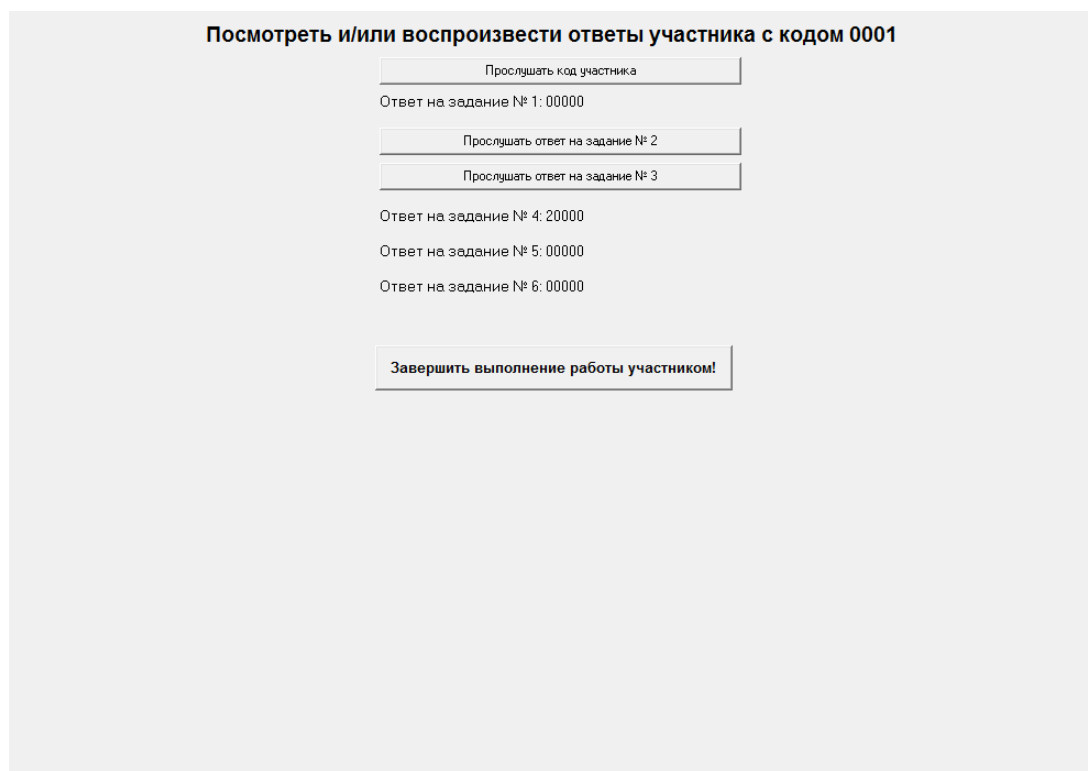 Посмотреть и/или воспроизвести ответы участника с кодом 0001
Прослушать код участника
Ответ на задание № 1: 00000
Прослушать ответ на задание № 2
Прослушать ответ на задание № 3
Ответ на задание № 4: 20000
Ответ на задание № 5: 00000
Ответ на задание № 6: 00000
Завершить выполнение работы участником!